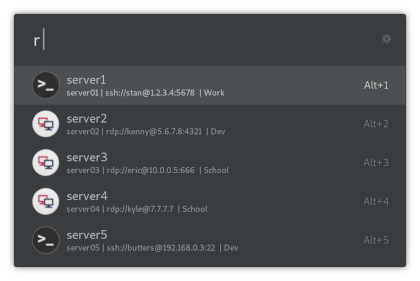 r
server1
server01 | ssh://stan@1.2.3.4:5678 | Work
Alt+1
server2
server02 | rdp://kenny@5.6.7.8:4321 | Dev
Alt+2
server3
server03 | rdp://eric@10.0.0.5:666 | School
Alt+3
server4
server04 | rdp://kyle@7.7.7.7 | School
Alt+4
server5
server05 | ssh://butters@192.168.0.3:22 | Dev
Alt+5